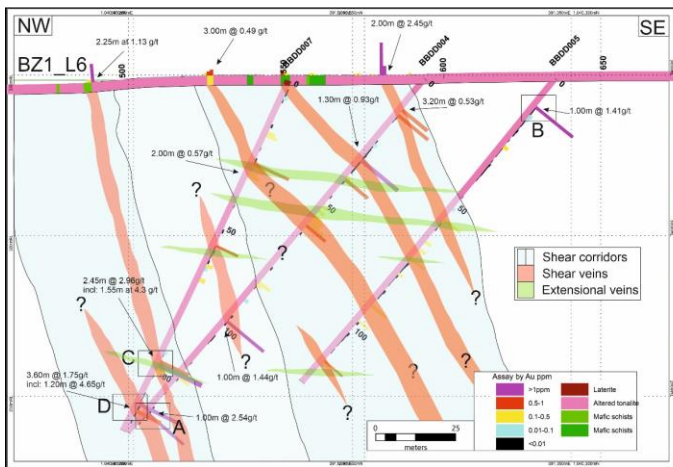 NW
SE
BZ1_L6
2.25m at 1.13 g/t
3.00m @ 0.49 g/t
2.00m @ 2.45g/t
500
BBDD007
BBDD004
600
BBDD005
650
0
0
0
1.30m @ 0.93g/t
3.20m @ 0.53g/t
1.00m @ 1.41g/t
B
2.00m @ 0.57g/t
?
?
50
50
50
?
?
2.45m @ 2.96g/t
incl: 1.55m at 4.3 g/t
?
?
?
?
?
100
100
C
3.60m @ 1.75g/t
incl: 1.20m @ 4.65g/t
D
A
1.00m @ 1.44g/t
1.00m @ 2.54g/t
Shear corridors
Shear veins
Extensional veins
Assay by Au ppm
>1ppm
0.5-1
0.1-0.5
0.01-0.1
<0.01
Laterite
Altered tonalite
Mafic schists
Mafic schists
0
25
meters